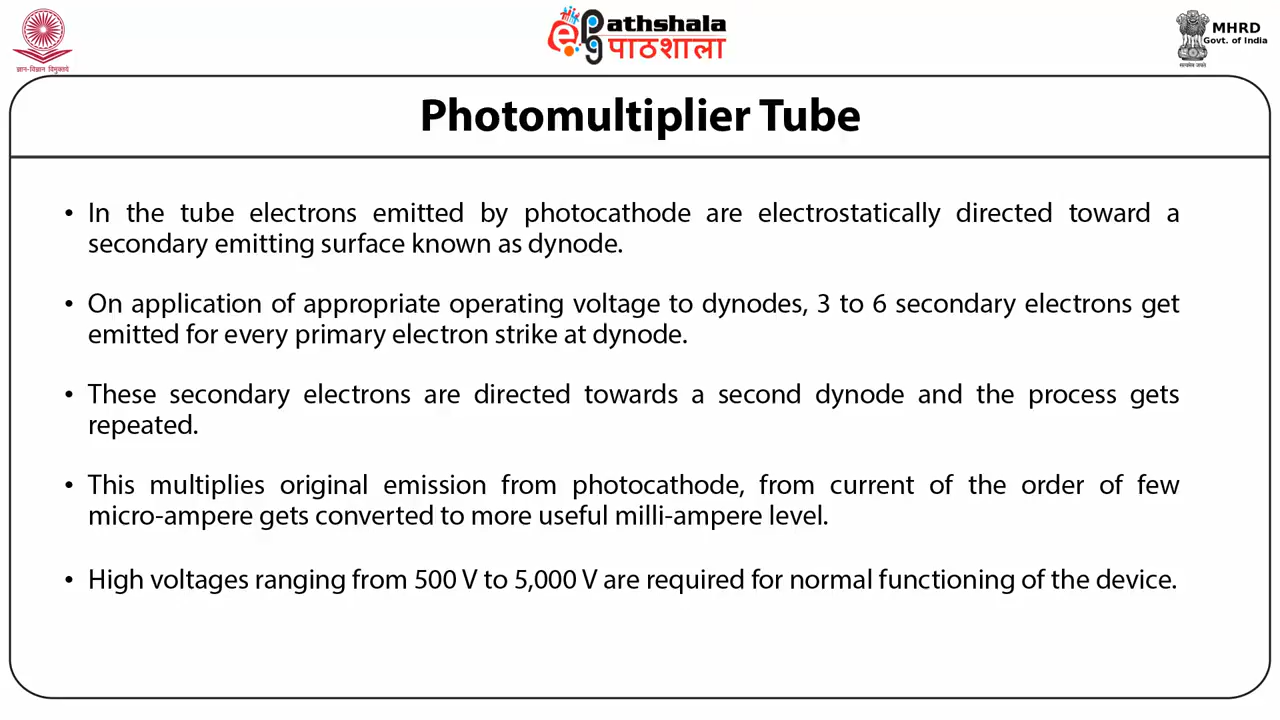 ज्ञान-विज्ञान विमुक्तये
ePG Pathshala
पाठशाला
MHRD
Govt. of India
सत्यमेव जयते
Photomultiplier Tube
• In the tube electrons emitted by photocathode are electrostatically directed toward a
secondary emitting surface known as dynode.
• On application of appropriate operating voltage to dynodes, 3 to 6 secondary electrons get
emitted for every primary electron strike at dynode.
• These secondary electrons are directed towards a second dynode and the process gets
repeated.
• This multiplies original emission from photocathode, from current of the order of few
micro-ampere gets converted to more useful milli-ampere level.
• High voltages ranging from 500 V to 5,000 V are required for normal functioning of the device.